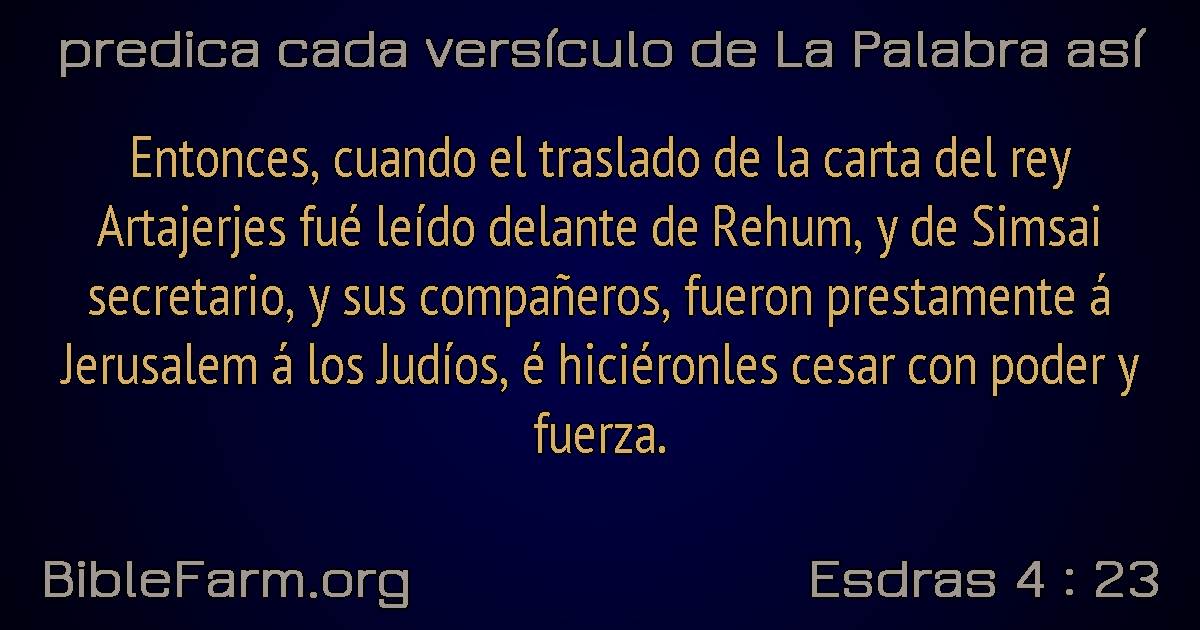 predica cada versículo de La Palabra así
Entonces, cuando el traslado de la carta del rey
Artajerjes fué leído delante de Rehum, y de Simsai
secretario, y sus compañeros, fueron prestamente á
Jerusalem á los Judíos, é hiciéronles cesar con poder y
fuerza.
BibleFarm.org
Esdras 4 : 23